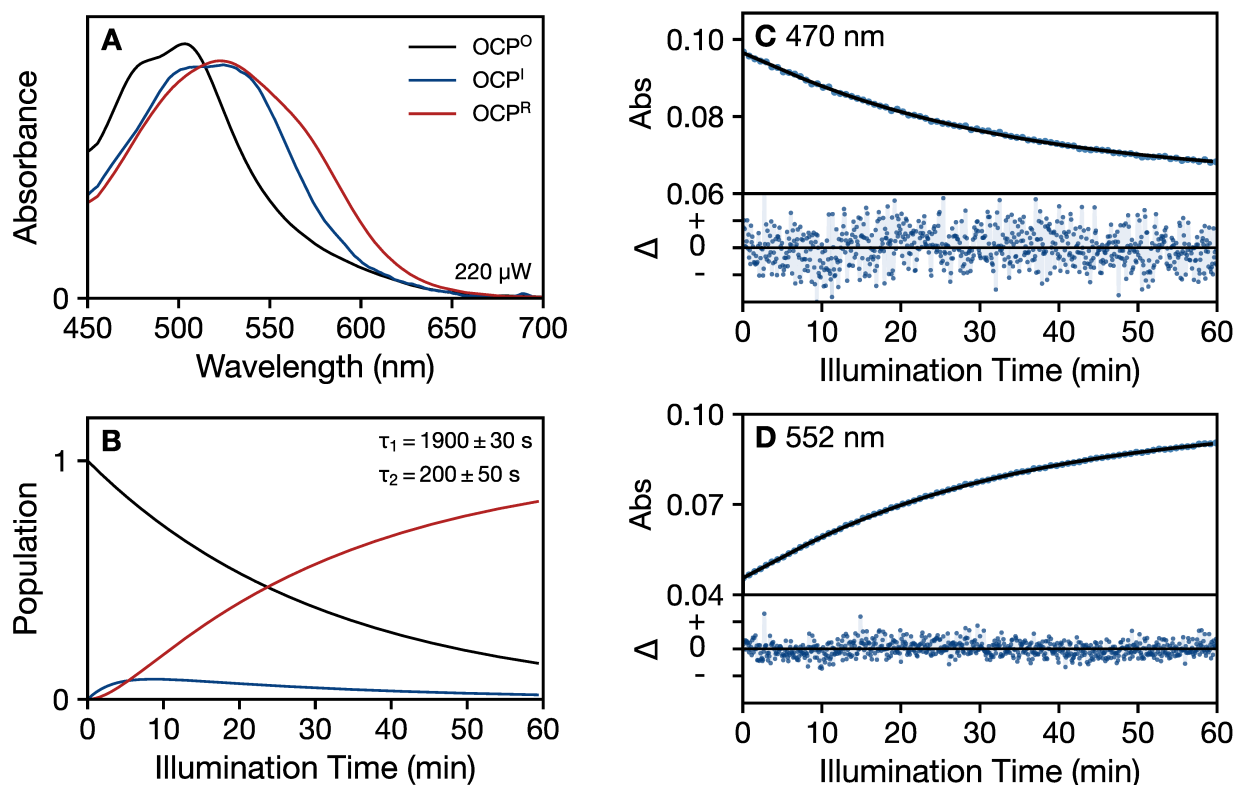 A
OCPᴼ
OCPᴵ
OCPᴿ
220 µW
Absorbance
0
450 500 550 600 650 700
Wavelength (nm)
B
τ₁ = 1900 ± 30 s
τ₂ = 200 ± 50 s
Population
1
0
0 10 20 30 40 50 60
Illumination Time (min)
C 470 nm
Abs
0.10
0.08
0.06
Δ
+
0
-
0 10 20 30 40 50 60
Illumination Time (min)
D 552 nm
Abs
0.10
0.07
0.04
Δ
+
0
-
0 10 20 30 40 50 60
Illumination Time (min)